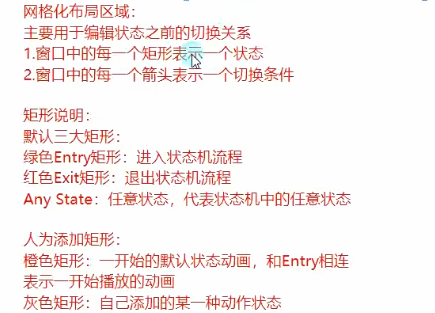 网格化布局区域：
主要用于编辑状态之前的切换关系
1.窗口中的每一个矩形表示一个状态
2.窗口中的每一个箭头表示一个切换条件
矩形说明：
默认三大矩形：
绿色Entry矩形：进入状态机流程
红色Exit矩形：退出状态机流程
Any State：任意状态，代表状态机中的任意状态
人为添加矩形：
橙色矩形：一开始的默认状态动画，和Entry相连
表示一开始播放的动画
灰色矩形：自己添加的某一种动作状态